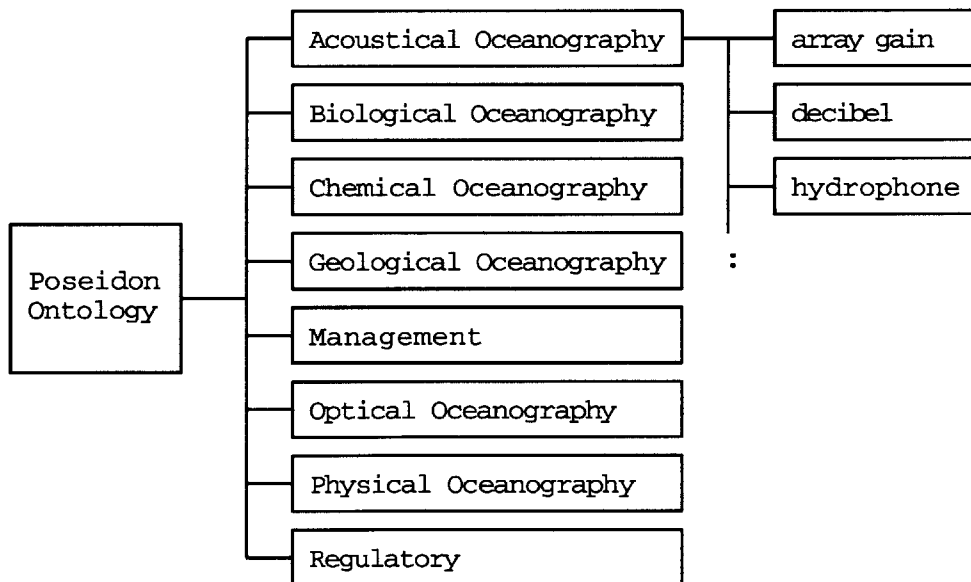 Poseidon
Ontology
Acoustical Oceanography
Biological Oceanography
Chemical Oceanography
Geological Oceanography
Management
Optical Oceanography
Physical Oceanography
Regulatory
array gain
decibel
hydrophone
: